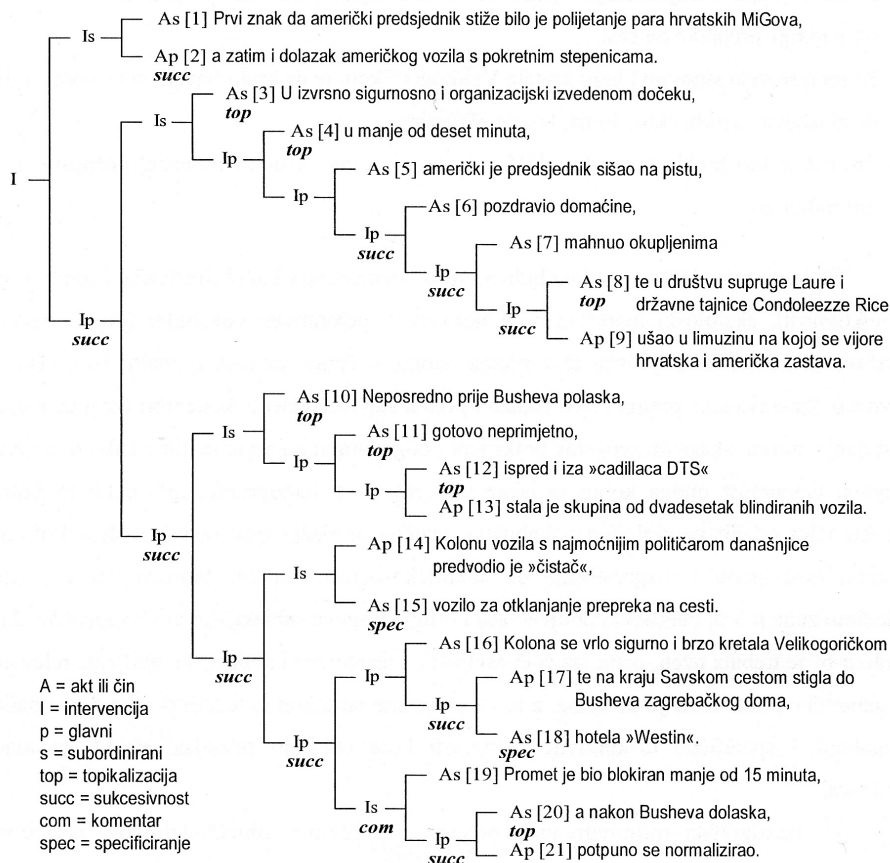 As [1] Prvi znak da američki predsjednik stiže bilo je polijetanje para hrvatskih MiGova,
Is
Ap [2] a zatim i dolazak američkog vozila s pokretnim stepenicama.
succ
As [3] U izvrsno sigurnosno i organizacijski izvedenom dočeku,
top
Is
As [4] u manje od deset minuta,
top
Ip
As [5] američki je predsjednik sišao na pistu,
I
Ip
As [6] pozdravio domaćine,
Ip
succ
As [7] mahnuo okupljenima
Ip
succ
As [8] te u društvu supruge Laure i
top
državne tajnice Condoleezze Rice
Ip
succ
Ip
succ
Ap [9] ušao u limuzinu na kojoj se vijore
hrvatska i američka zastava.
As [10] Neposredno prije Busheva polaska,
top
Is
As [11] gotovo neprimjetno,
top
Ip
As [12] ispred i iza »cadillaca DTS«
top
Ip
Ap [13] stala je skupina od dvadesetak blindiranih vozila.
Ip
succ
Ap [14] Kolonu vozila s najmoćnijim političarom današnjice
predvodio je »čistač«,
Is
As [15] vozilo za otklanjanje prepreka na cesti.
spec
Ip
succ
As [16] Kolona se vrlo sigurno i brzo kretala Velikogoričkom
Ip
Ap [17] te na kraju Savskom cestom stigla do
Busheva zagrebačkog doma,
Ip
succ
As [18] hotela »Westin«.
spec
Ip
succ
As [19] Promet je bio blokiran manje od 15 minuta,
Is
com
As [20] a nakon Busheva dolaska,
top
Ip
succ
Ap [21] potpuno se normalizirao.
A = akt ili čin
I = intervencija
p = glavni
s = subordinirani
top = topikalizacija
succ = sukcesivnost
com = komentar
spec = specificiranje